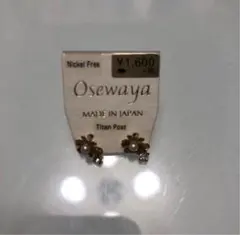 Nickel Free
¥1,600
Osewaya
MADE IN JAPAN
Titan Post